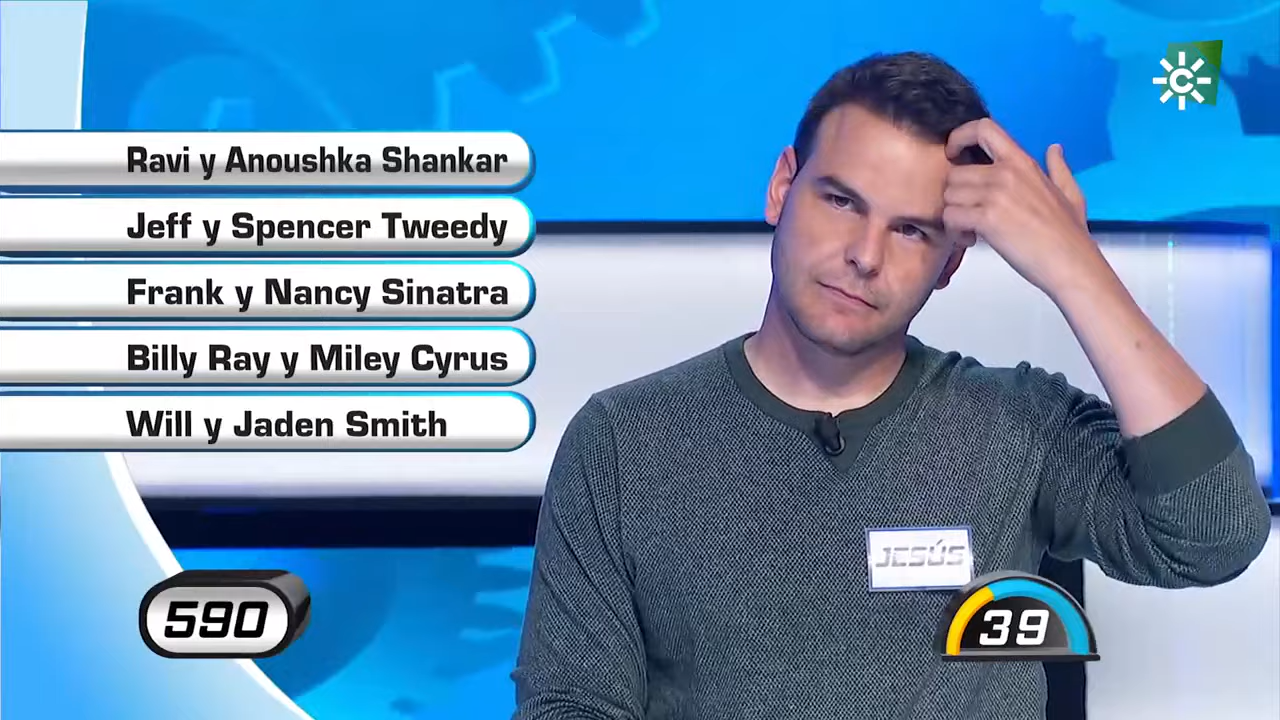 Ravi y Anoushka Shankar
Jeff y Spencer Tweedy
Frank y Nancy Sinatra
Billy Ray y Miley Cyrus
Will y Jaden Smith
JESÚS
590
39